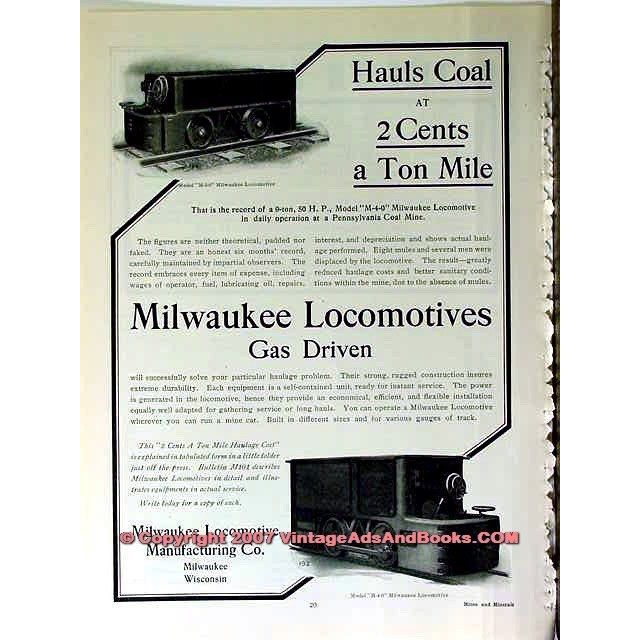 Hauls Coal
AT
2 Cents
a Ton Mile
Model "M-4-0" Milwaukee Locomotive
That is the record of a 9-ton, 50 H. P., Model "M-4-0" Milwaukee Locomotive
in daily operation at a Pennsylvania Coal Mine.
The figures are neither theoretical, padded nor
faked. They are an honest six months' record,
carefully maintained by impartial observers. The
record embraces every item of expense, including
wages of operator, fuel, lubricating oil, repairs,
interest, and depreciation and shows actual haul-
age performed. Eight mules and several men were
displaced by the locomotive. The result—greatly
reduced haulage costs and better sanitary condi-
tions within the mine, due to the absence of mules.
Milwaukee Locomotives
Gas Driven
will successfully solve your particular haulage problem. Their strong, rugged construction insures
extreme durability. Each equipment is a self-contained unit, ready for instant service. The power
is generated in the locomotive, hence they provide an economical, efficient, and flexible installation
equally well adapted for gathering service or long hauls. You can operate a Milwaukee Locomotive
wherever you can run a mine car. Built in different sizes and for various gauges of track.
This "2 Cents A Ton Mile Haulage Cost"
is explained in tabulated form in a little folder
just off the press. Bulletin M101 describes
Milwaukee Locomotives in detail and illus-
trates equipments in actual service.
Write today for a copy of each.
Milwaukee Locomotive
© Copyright 2007 VintageAdsAndBooks.COM
Manufacturing Co.
Milwaukee
Wisconsin
Milwaukee Locomotive
20
Mines and Minerals